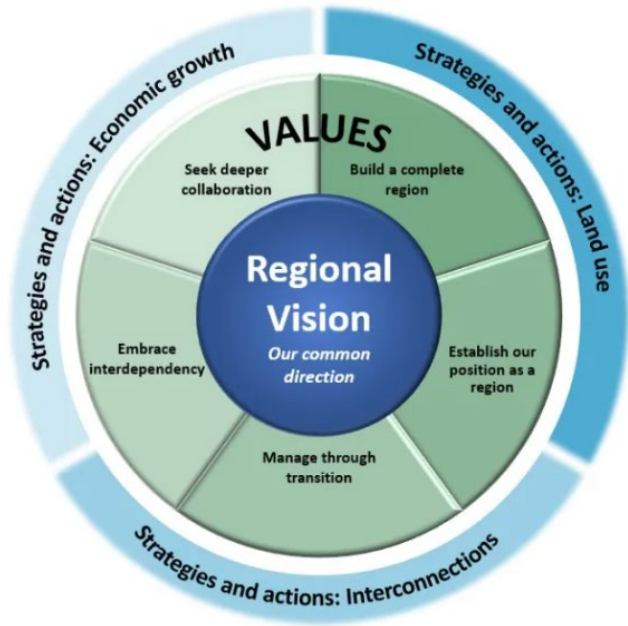 Strategies and actions: Economic growth
Strategies and actions: Land use
VALUES
Seek deeper
collaboration
Build a complete
region
Regional
Vision
Our common
direction
Embrace
interdependency
Establish our
position as a
region
Manage through
transition
Strategies and actions: Interconnections